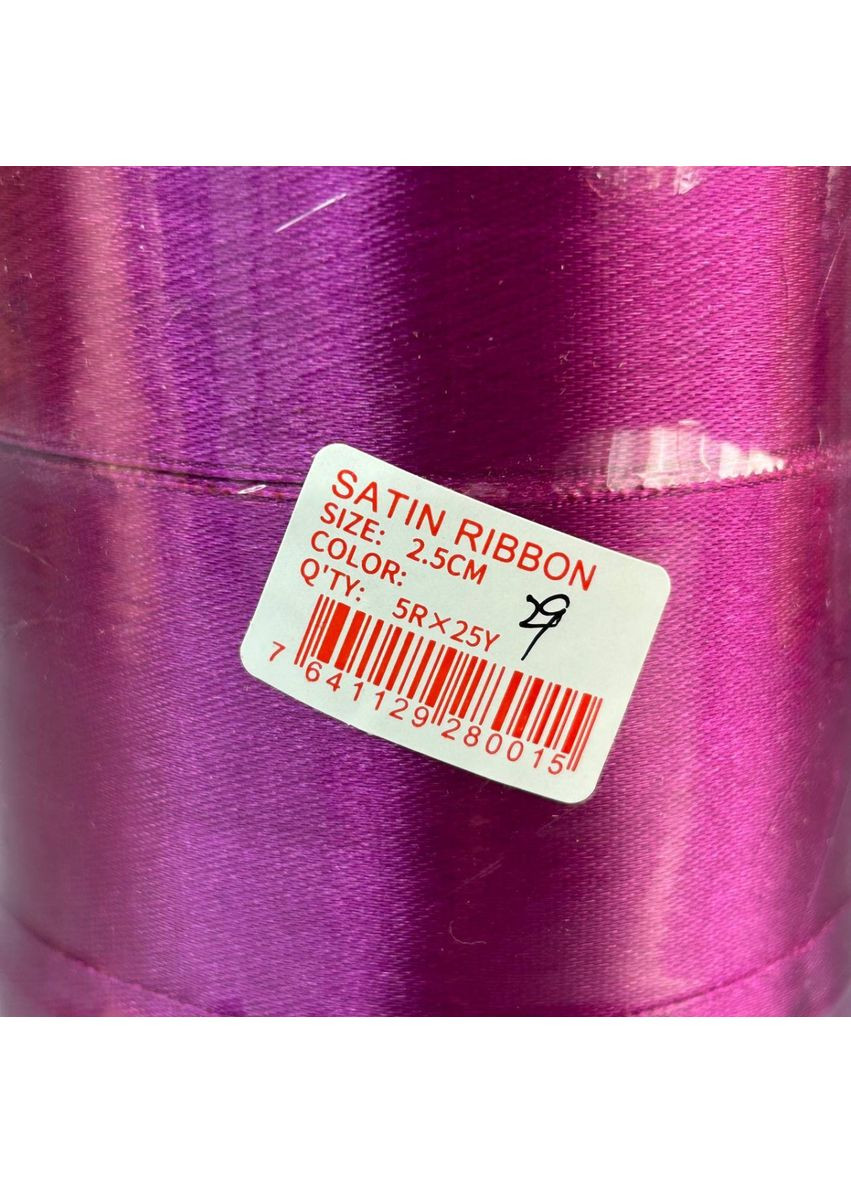 SATIN RIBBON
SIZE: 2.5CM
COLOR: 29
Q'TY: 5R×25Y
7 641129 280015